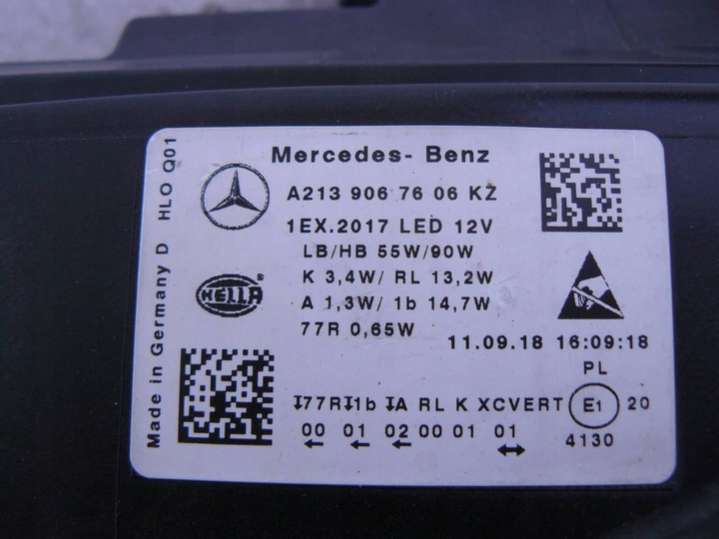 Mercedes- Benz
A213 906 76 06 KZ
1EX.2017 LED 12V
LB/HB 55W/90W
K 3,4W/ RL 13,2W
A 1,3W/ 1b 14,7W
77R 0,65W
11.09.18 16:09:18
PL
77R 1b A RL K XCVERT E1 20
00 01 02 00 01 01 4130
HELLA ®
Made in Germany D HLO Q01